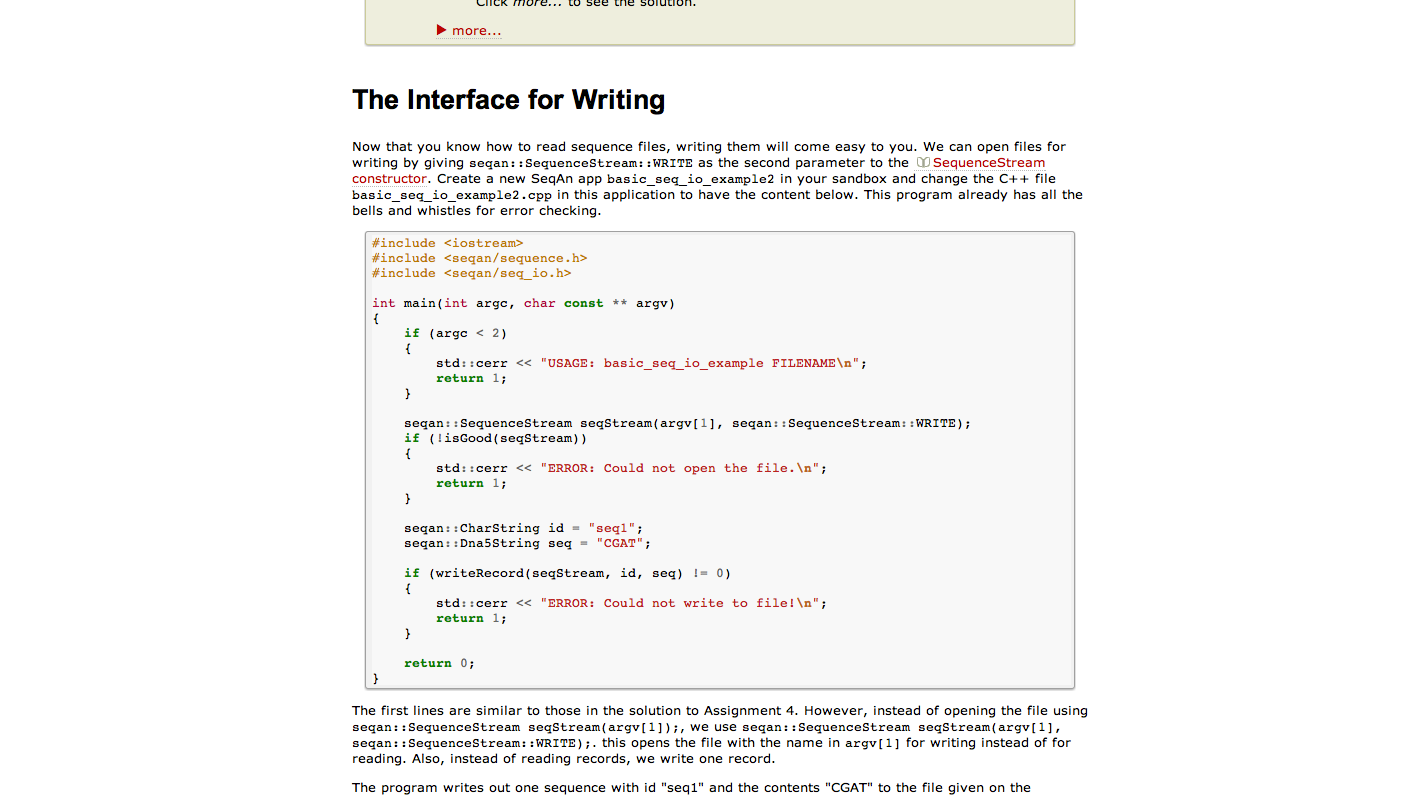 Click more... to see the solution.
▶ more...
The Interface for Writing
Now that you know how to read sequence files, writing them will come easy to you. We can open files for
writing by giving seqan::SequenceStream::WRITE as the second parameter to the SequenceStream
constructor. Create a new SeqAn app basic_seq_io_example2 in your sandbox and change the C++ file
basic_seq_io_example2.cpp in this application to have the content below. This program already has all the
bells and whistles for error checking.
#include <iostream>
#include <seqan/sequence.h>
#include <seqan/seq_io.h>
int main(int argc, char const ** argv)
{
    if (argc < 2)
    {
        std::cerr << "USAGE: basic_seq_io_example FILENAME\n";
        return 1;
    }
    seqan::SequenceStream seqStream(argv[1], seqan::SequenceStream::WRITE);
    if (!isGood(seqStream))
    {
        std::cerr << "ERROR: Could not open the file.\n";
        return 1;
    }
    seqan::CharString id = "seq1";
    seqan::Dna5String seq = "CGAT";
    if (writeRecord(seqStream, id, seq) != 0)
    {
        std::cerr << "ERROR: Could not write to file!\n";
        return 1;
    }
    return 0;
}
The first lines are similar to those in the solution to Assignment 4. However, instead of opening the file using
seqan::SequenceStream seqStream(argv[1]);, we use seqan::SequenceStream seqStream(argv[1],
seqan::SequenceStream::WRITE);. this opens the file with the name in argv[1] for writing instead of for
reading. Also, instead of reading records, we write one record.
The program writes out one sequence with id "seq1" and the contents "CGAT" to the file given on the